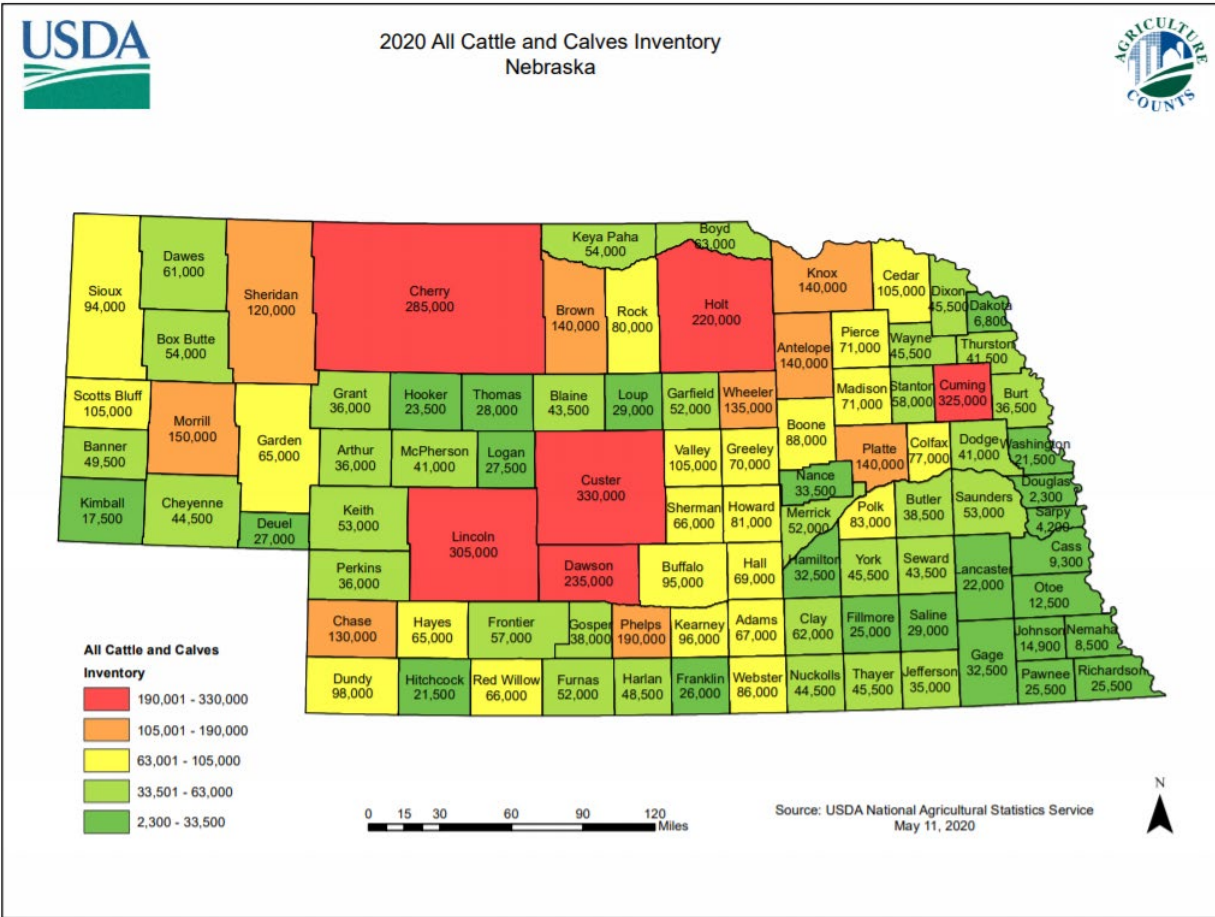 USDA
2020 All Cattle and Calves Inventory
Nebraska
AGRICULTURE
COUNTS
Sioux
94,000
Dawes
61,000
Box Butte
54,000
Sheridan
120,000
Cherry
285,000
Keya Paha
54,000
Boyd
63,000
Brown
140,000
Rock
80,000
Holt
220,000
Knox
140,000
Cedar
105,000
Dixon
45,500
Dakota
6,800
Antelope
140,000
Pierce
71,000
Wayne
45,500
Thurston
41,500
Scotts Bluff
105,000
Banner
49,500
Kimball
17,500
Morrill
150,000
Cheyenne
44,500
Garden
65,000
Deuel
27,000
Grant
36,000
Hooker
23,500
Thomas
28,000
Blaine
43,500
Loup
29,000
Garfield
52,000
Wheeler
135,000
Madison
71,000
Stanton
58,000
Cuming
325,000
Burt
36,500
Arthur
36,000
McPherson
41,000
Logan
27,500
Custer
330,000
Valley
105,000
Greeley
70,000
Boone
88,000
Platte
140,000
Colfax
77,000
Dodge
41,000
Washington
21,500
Nance
33,500
Douglas
2,300
Sarpy
4,200
Keith
53,000
Lincoln
305,000
Sherman
66,000
Howard
81,000
Merrick
52,000
Polk
83,000
Butler
38,500
Saunders
53,000
Perkins
36,000
Dawson
235,000
Buffalo
95,000
Hall
69,000
Hamilton
32,500
York
45,500
Seward
43,500
Lancaster
22,000
Cass
9,300
Otoe
12,500
Chase
130,000
Hayes
65,000
Frontier
57,000
Gosper
38,000
Phelps
190,000
Kearney
96,000
Adams
67,000
Clay
62,000
Fillmore
25,000
Saline
29,000
Gage
32,500
Johnson
14,900
Nemaha
8,500
Dundy
98,000
Hitchcock
21,500
Red Willow
66,000
Furnas
52,000
Harlan
48,500
Franklin
26,000
Webster
86,000
Nuckolls
44,500
Thayer
45,500
Jefferson
35,000
Pawnee
25,500
Richardson
25,500
All Cattle and Calves
Inventory
190,001 - 330,000
105,001 - 190,000
63,001 - 105,000
33,501 - 63,000
2,300 - 33,500
0 15 30 60 90 120
Miles
Source: USDA National Agricultural Statistics Service
May 11, 2020
N